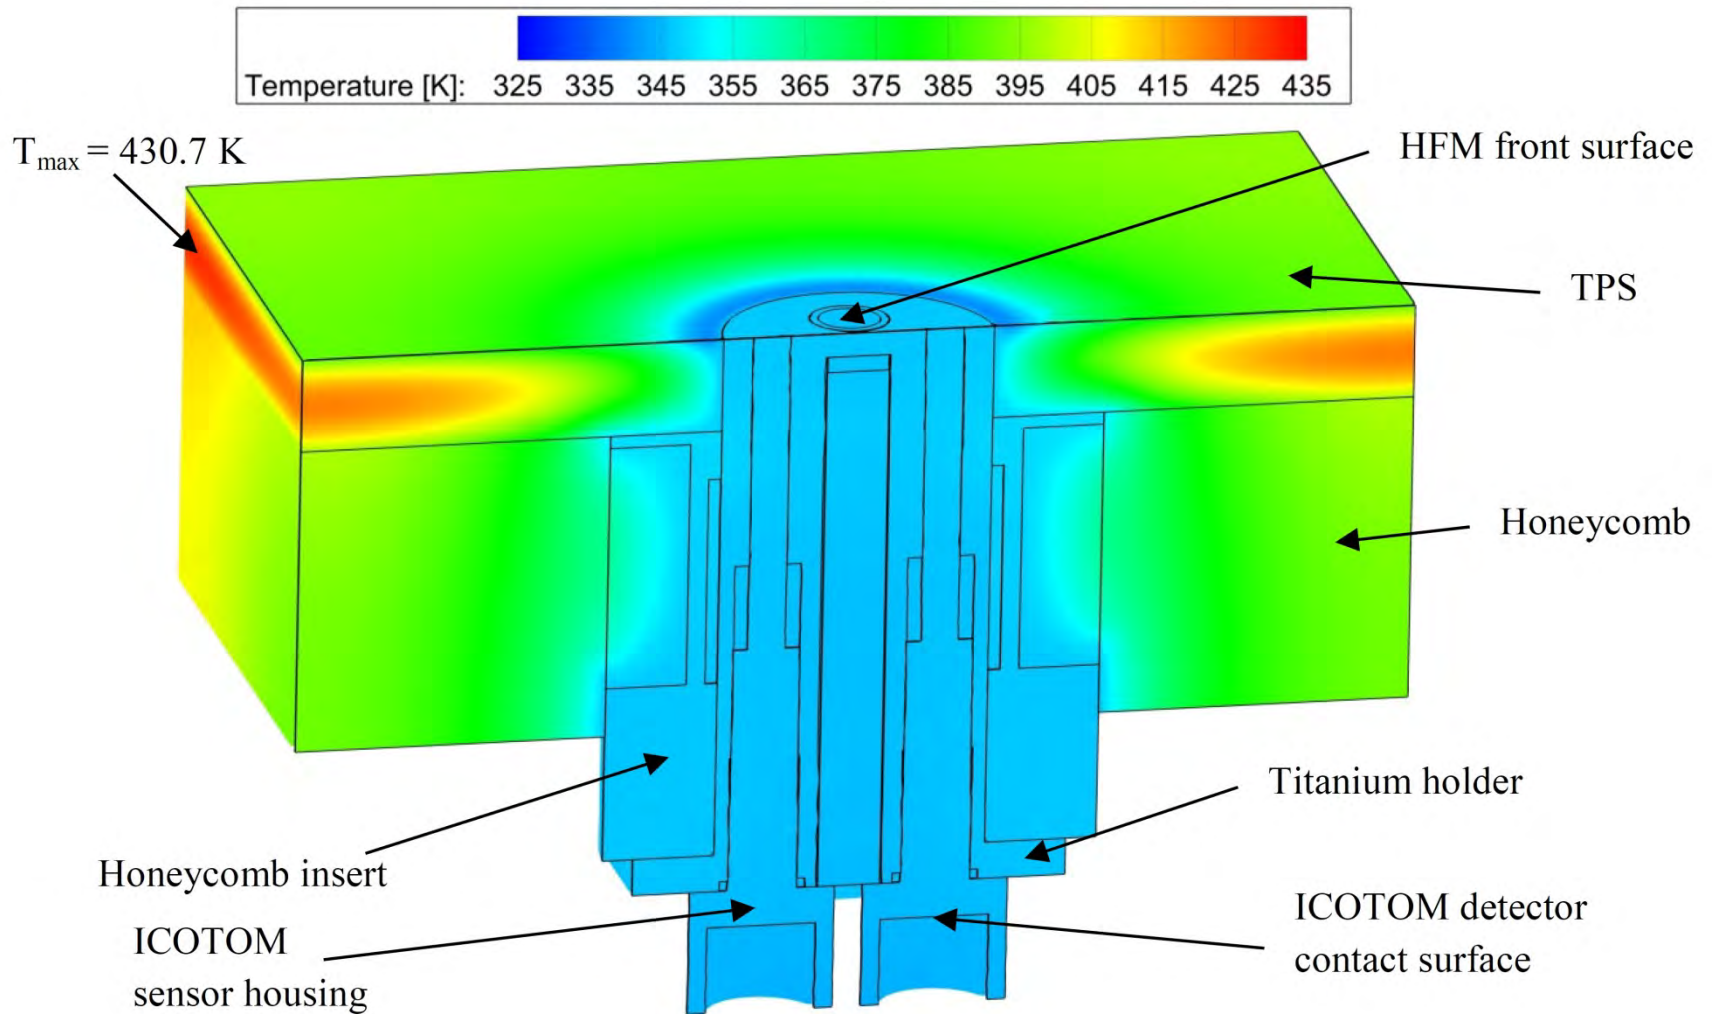 Temperature [K]: 325 335 345 355 365 375 385 395 405 415 425 435
Tmax = 430.7 K
HFM front surface
TPS
Honeycomb
Titanium holder
Honeycomb insert
ICOTOM
sensor housing
ICOTOM detector
contact surface